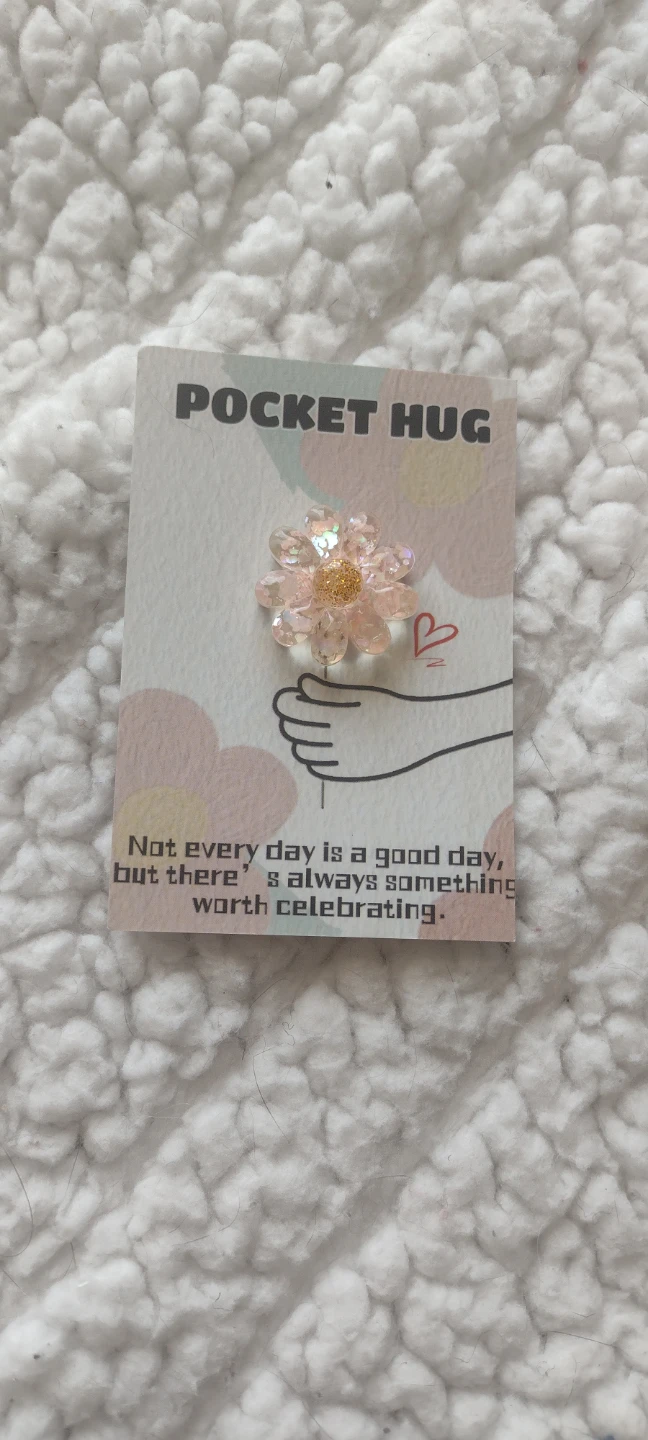 POCKET HUG
Not every day is a good day,
but there’ s always something
worth celebrating.